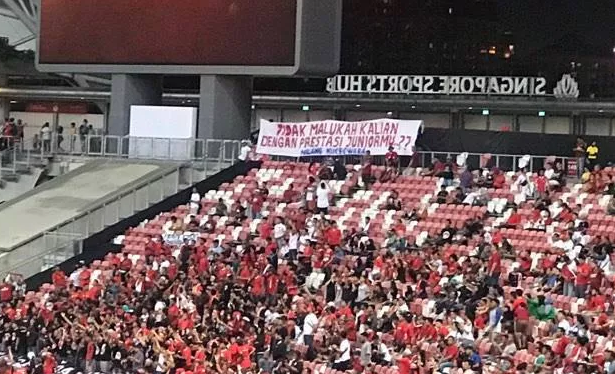 SINGAPORE SPORTS HUB
TIDAK MALUKAH KALIAN
DENGAN PRESTASI JUNIORMU.??